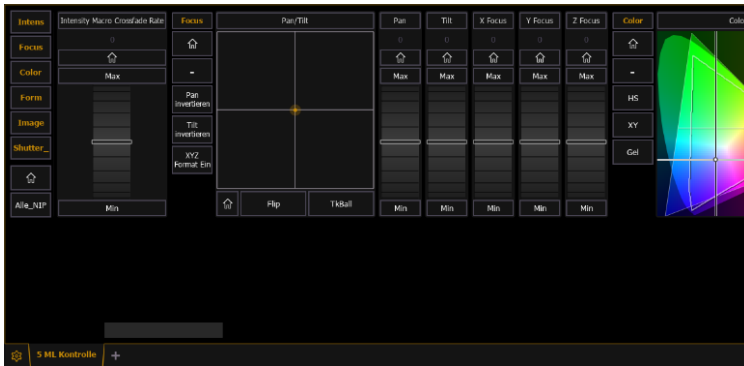 Intens
Focus
Color
Form
Image
Shutter_
Alle_NIP
Intensity Macro Crossfade Rate
0
Max
Min
Focus
-
Pan
invertieren
Tilt
invertieren
XYZ
Format Ein
Pan/Tilt
Flip
TkBall
Pan
Tilt
X Focus
Y Focus
Z Focus
0
0
0
0
0
Max
Max
Max
Max
Max
Min
Min
Min
Min
Min
Color
-
HS
XY
Gel
Colo
5 ML Kontrolle
+